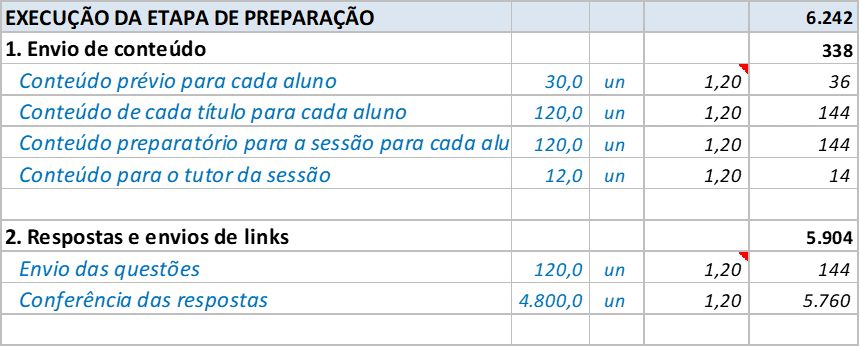 EXECUÇÃO DA ETAPA DE PREPARAÇÃO 6.242
1. Envio de conteúdo 338
Conteúdo prévio para cada aluno 30,0 un 1,20 36
Conteúdo de cada título para cada aluno 120,0 un 1,20 144
Conteúdo preparatório para a sessão para cada alu 120,0 un 1,20 144
Conteúdo para o tutor da sessão 12,0 un 1,20 14
2. Respostas e envios de links 5.904
Envio das questões 120,0 un 1,20 144
Conferência das respostas 4.800,0 un 1,20 5.760